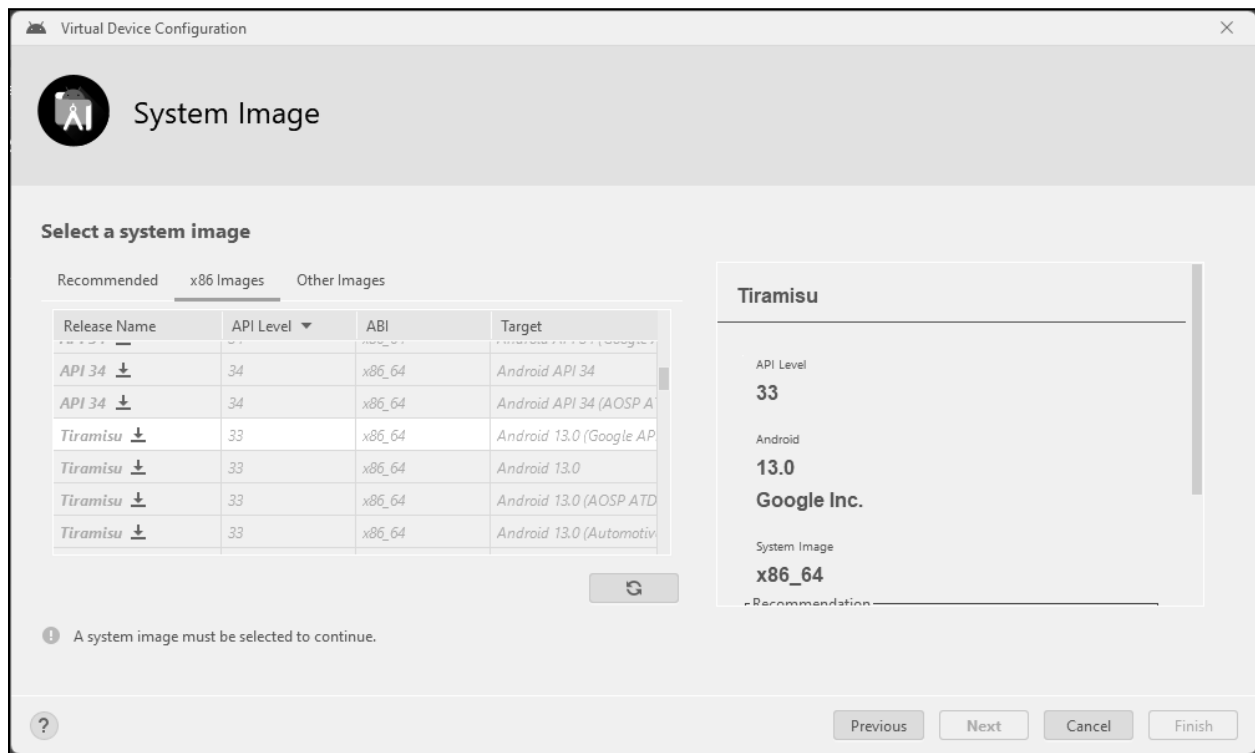 Virtual Device Configuration
System Image
Select a system image
Recommended x86 Images Other Images
Release Name API Level ABI Target
API 34 34 x86_64 Android API 34
API 34 34 x86_64 Android API 34 (AOSP AT
Tiramisu 33 x86_64 Android 13.0 (Google AP
Tiramisu 33 x86_64 Android 13.0
Tiramisu 33 x86_64 Android 13.0 (AOSP ATD
Tiramisu 33 x86_64 Android 13.0 (Automotiv
A system image must be selected to continue.
Tiramisu
API Level
33
Android
13.0
Google Inc.
System Image
x86_64
Recommendation
? Previous Next Cancel Finish